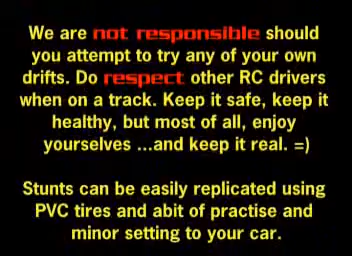 We are not responsible should
you attempt to try any of your own
drifts. Do respect other RC drivers
when on a track. Keep it safe, keep it
healthy, but most of all, enjoy
yourselves ...and keep it real. =)
Stunts can be easily replicated using
PVC tires and abit of practise and
minor setting to your car.